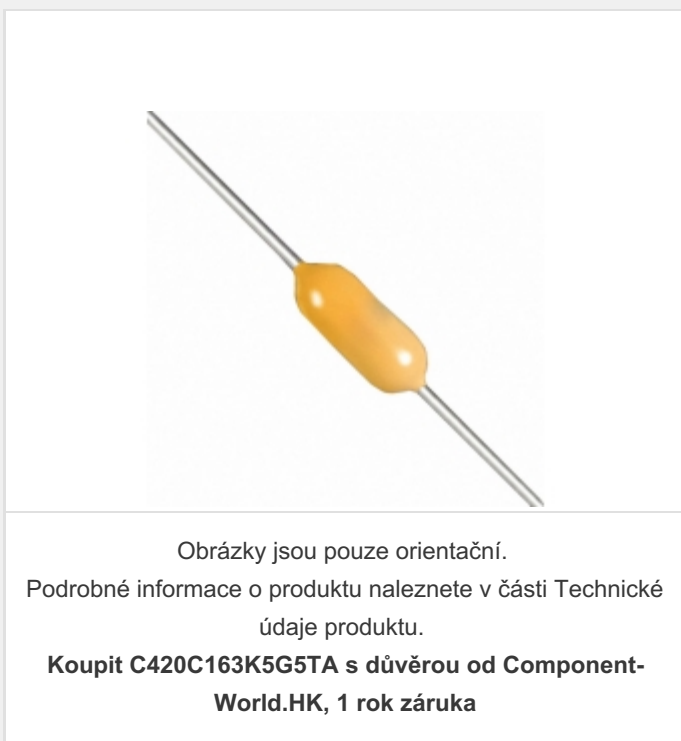 Obrázky jsou pouze orientační.
Podrobné informace o produktu naleznete v části Technické
údaje produktu.
Koupit C420C163K5G5TA s důvěrou od Component-
World.HK, 1 rok záruka